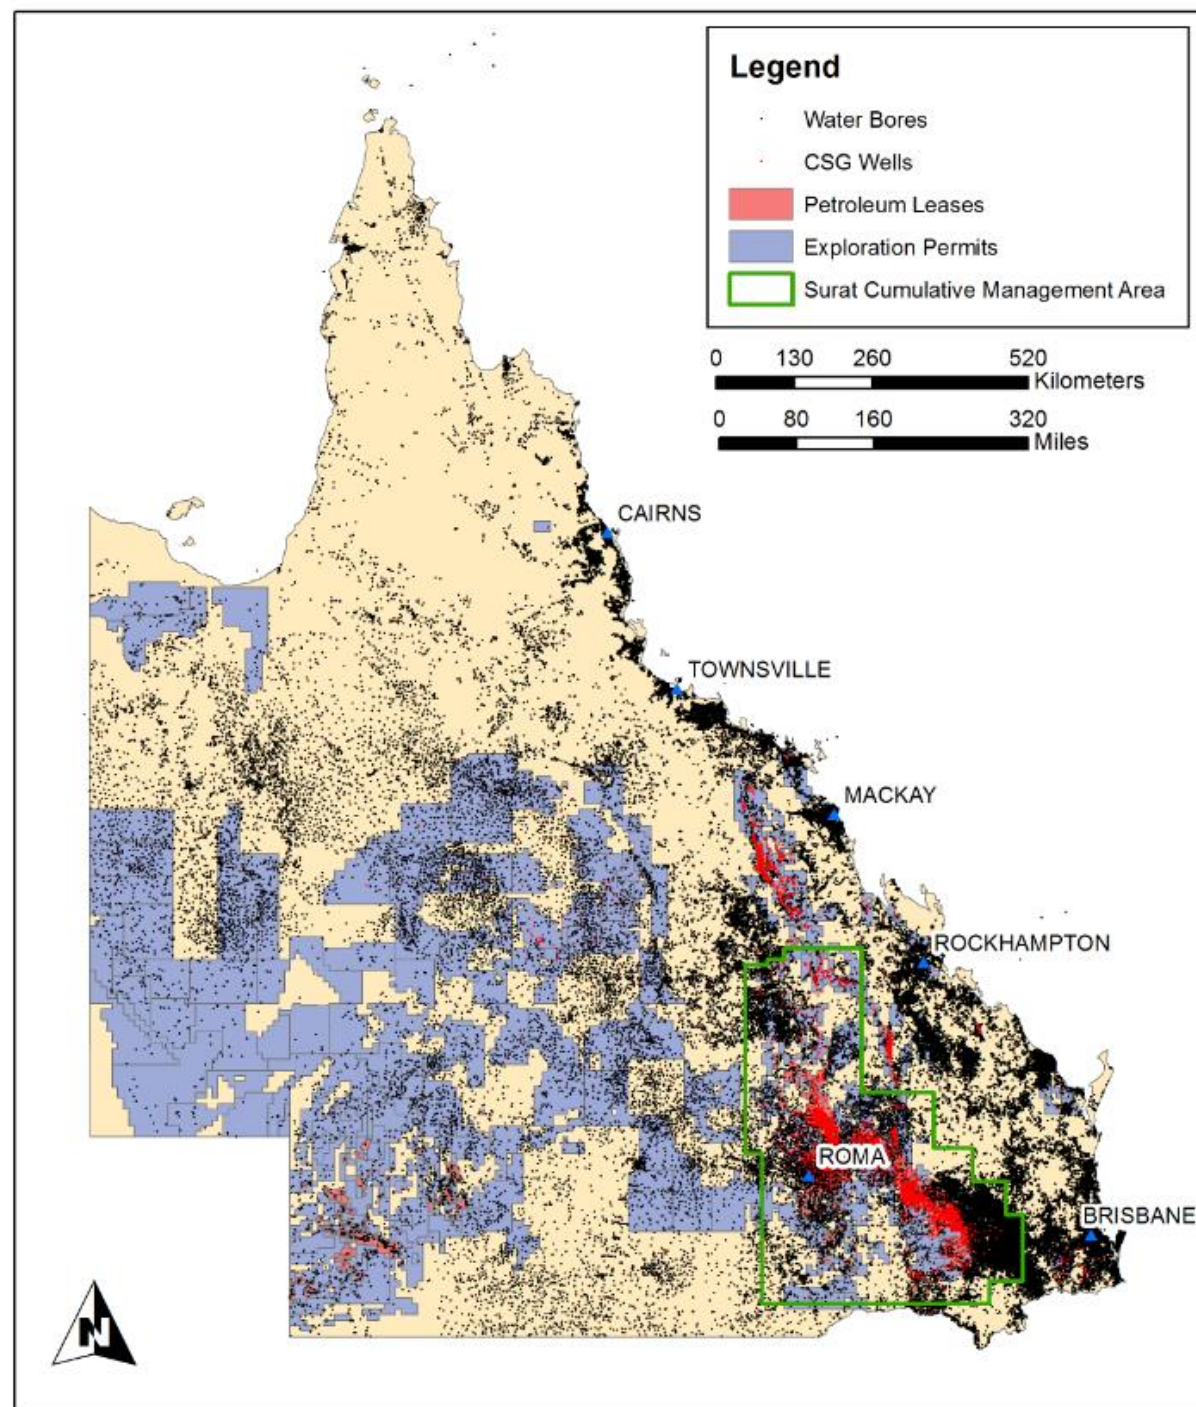 Legend
Water Bores
CSG Wells
Petroleum Leases
Exploration Permits
Surat Cumulative Management Area
0 130 260 520
Kilometers
0 80 160 320
Miles
CAIRNS
TOWNSVILLE
MACKAY
ROCKHAMPTON
ROMA
BRISBANE
N